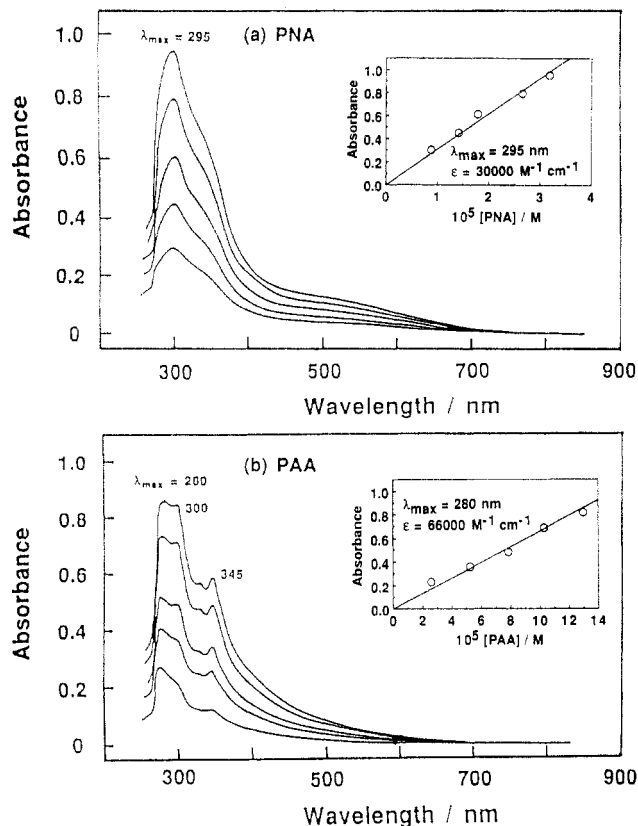 (a) PNA
λmax = 295
1.0
0.8
0.6
0.4
0.2
0
Absorbance
300
500
700
900
Wavelength / nm
1.0
0.8
0.6
0.4
0.2
0.0
Absorbance
λmax = 295 nm
ε = 30000 M⁻¹ cm⁻¹
0
1
2
3
4
10⁵ [PNA] / M
(b) PAA
λmax = 280
300
345
1.0
0.8
0.6
0.4
0.2
0
Absorbance
300
500
700
900
Wavelength / nm
1.0
0.8
0.6
0.4
0.2
0.0
Absorbance
λmax = 280 nm
ε = 66000 M⁻¹ cm⁻¹
0
2
4
6
8
10
12
14
10⁵ [PAA] / M